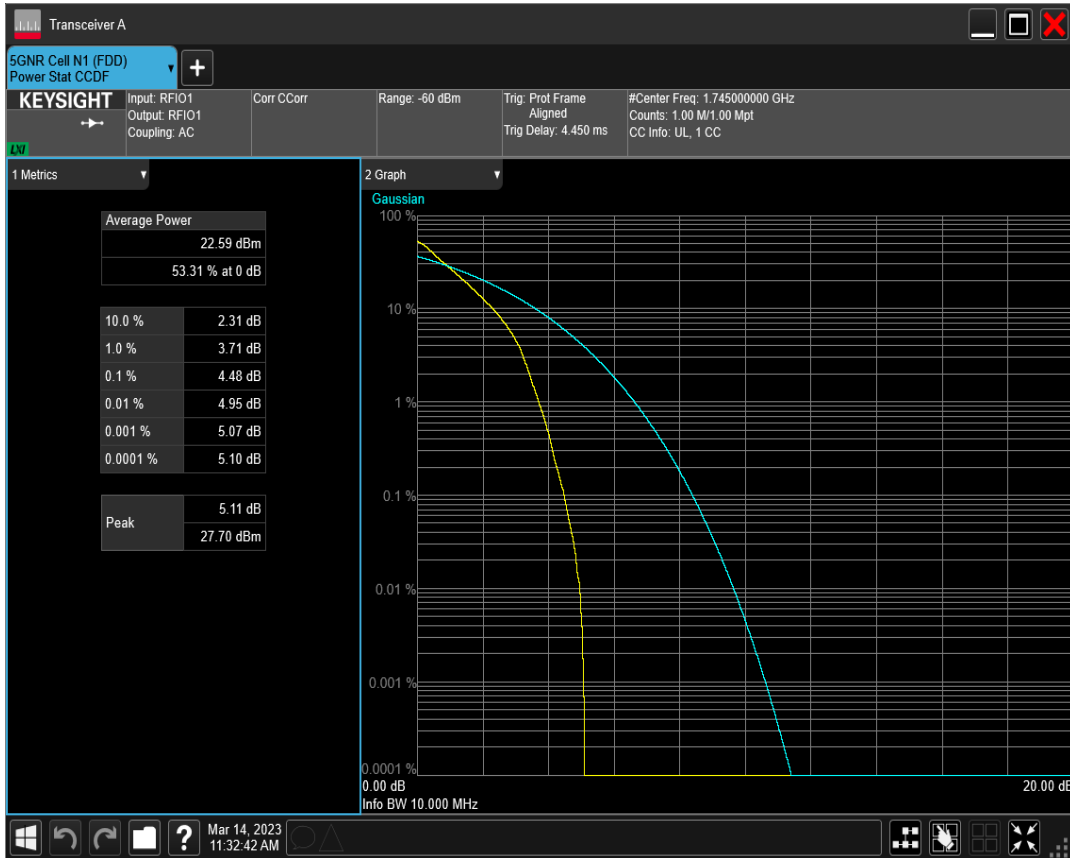 Transceiver A
5GNR Cell N1 (FDD)
Power Stat CCDF
+
KEYSIGHT
LXI
Input: RFIO1
Output: RFIO1
Coupling: AC
Corr CCorr
Range: -60 dBm
Trig: Prot Frame
Aligned
Trig Delay: 4.450 ms
#Center Freq: 1.745000000 GHz
Counts: 1.00 M/1.00 Mpt
CC Info: UL, 1 CC
1 Metrics
Average Power
22.59 dBm
53.31 % at 0 dB
10.0 % 2.31 dB
1.0 % 3.71 dB
0.1 % 4.48 dB
0.01 % 4.95 dB
0.001 % 5.07 dB
0.0001 % 5.10 dB
Peak
5.11 dB
27.70 dBm
2 Graph
Gaussian
100 %
10 %
1 %
0.1 %
0.01 %
0.001 %
0.0001 %
0.00 dB 20.00 dB
Info BW 10.000 MHz
?
Mar 14, 2023
11:32:42 AM